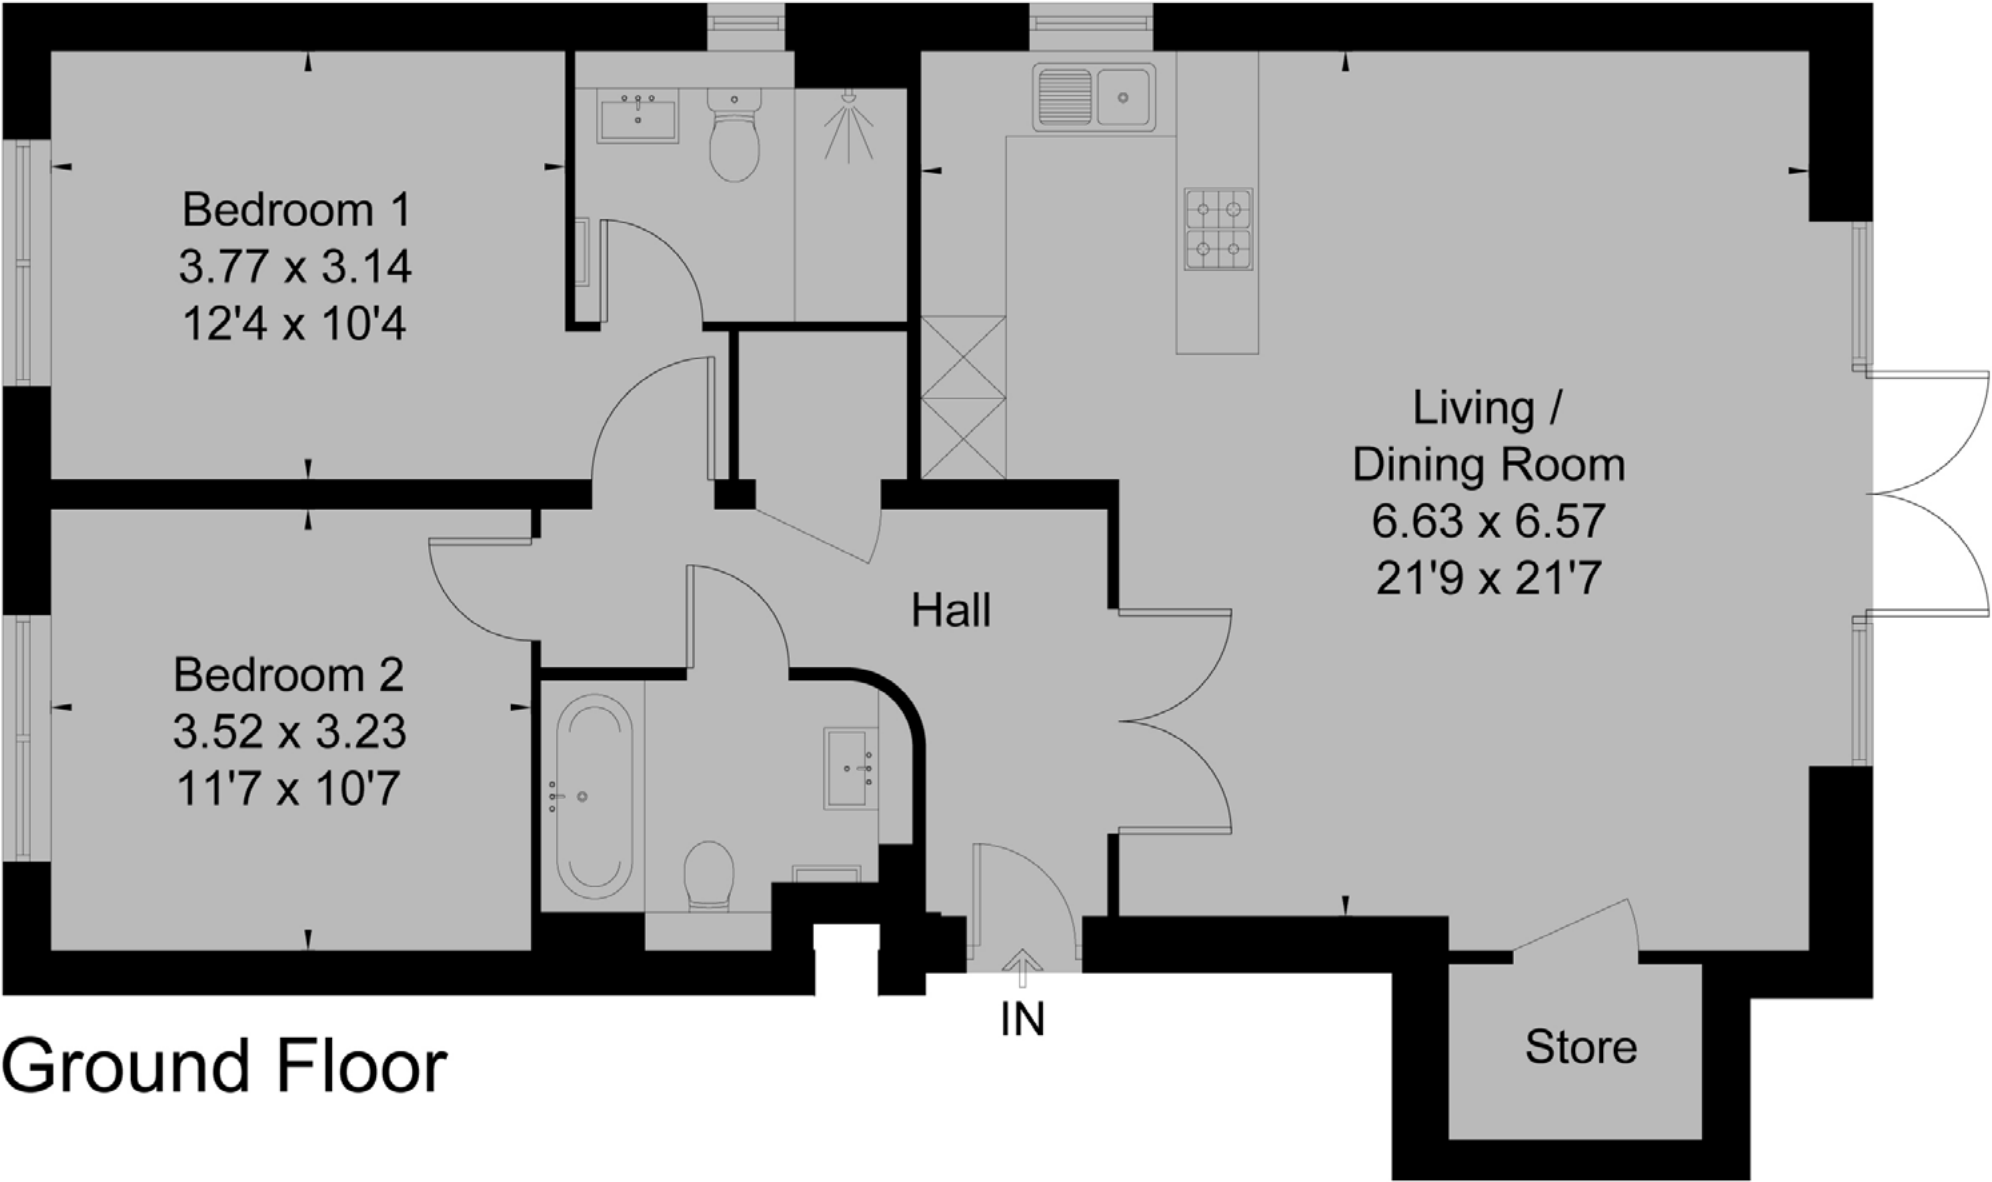 Bedroom 1
3.77 x 3.14
12'4 x 10'4
Living /
Dining Room
6.63 x 6.57
21'9 x 21'7
Hall
Bedroom 2
3.52 x 3.23
11'7 x 10'7
IN
Store
Ground Floor